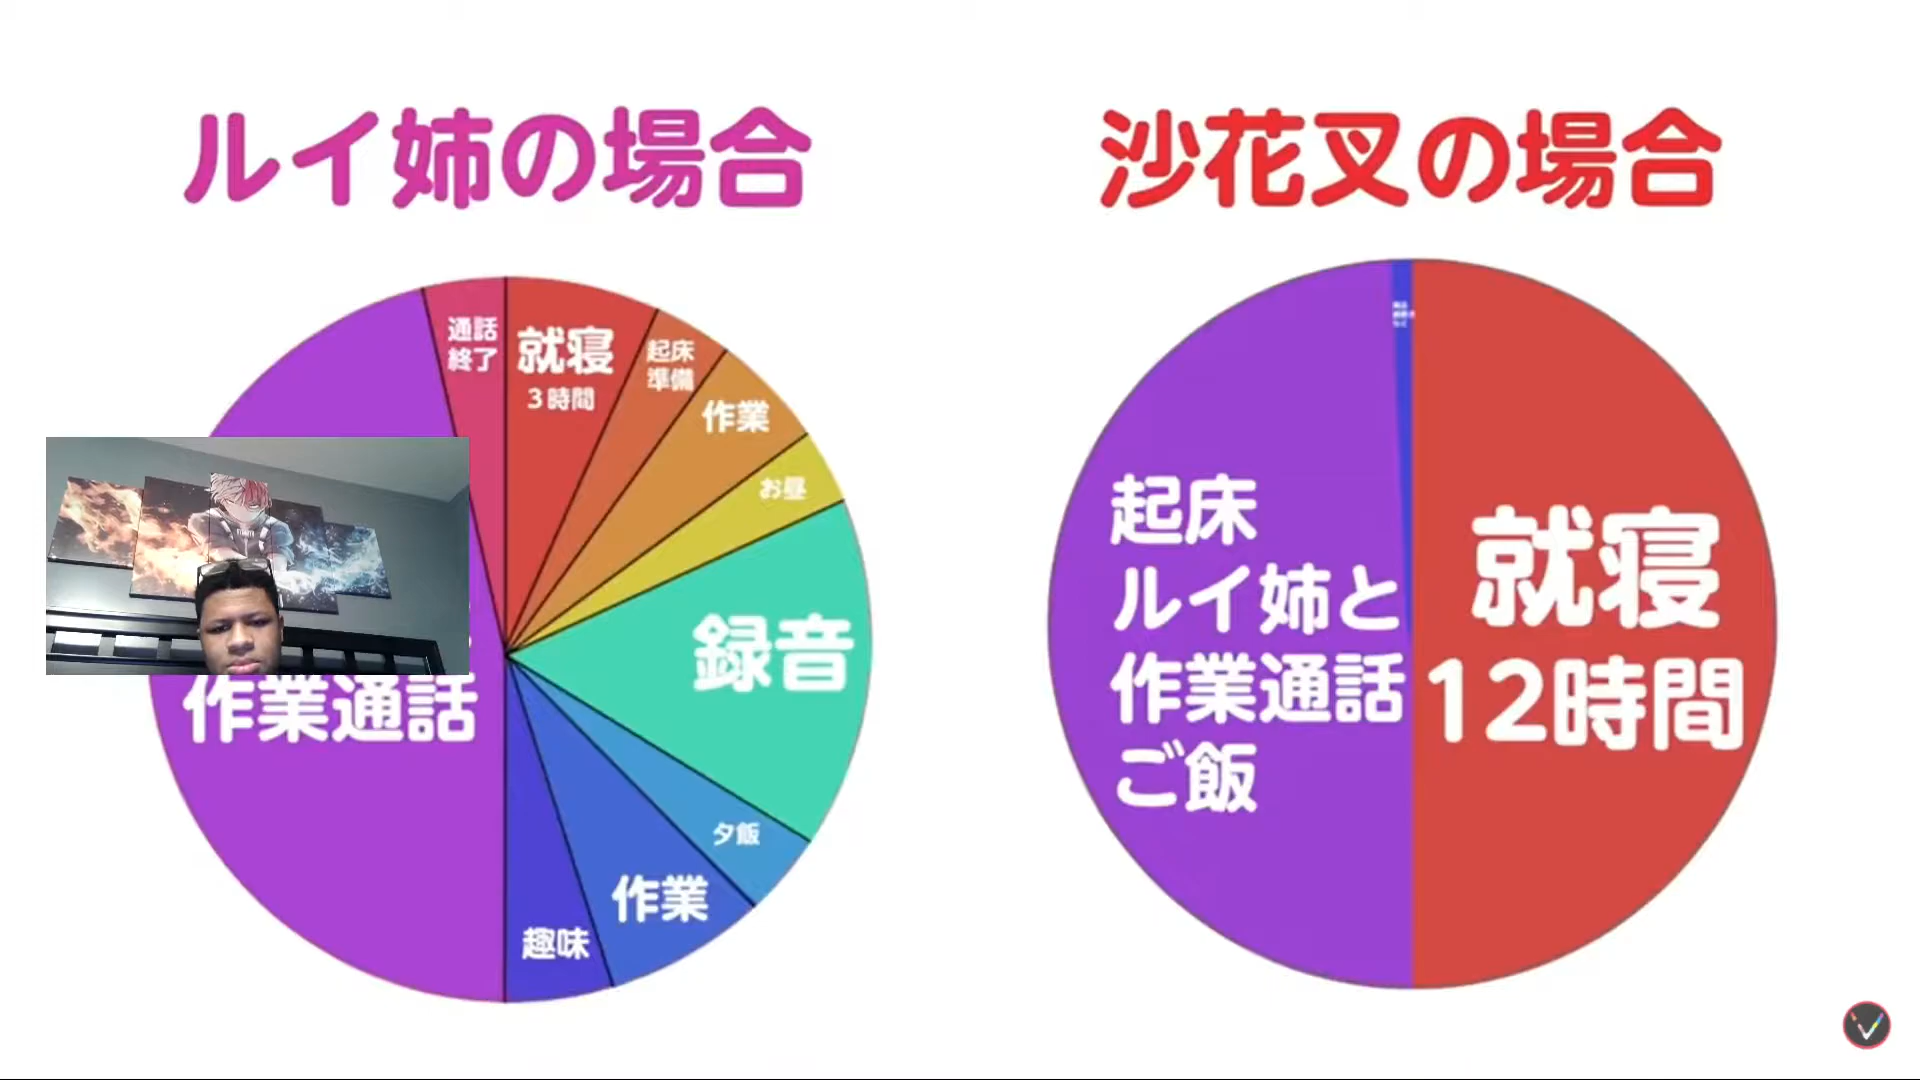 ルイ姉の場合
通話
終了
就寝
3時間
起床
準備
作業
お昼
録音
夕飯
作業
趣味
作業通話
沙花叉の場合
就寝
12時間
起床
ルイ姉と
作業通話
ご飯